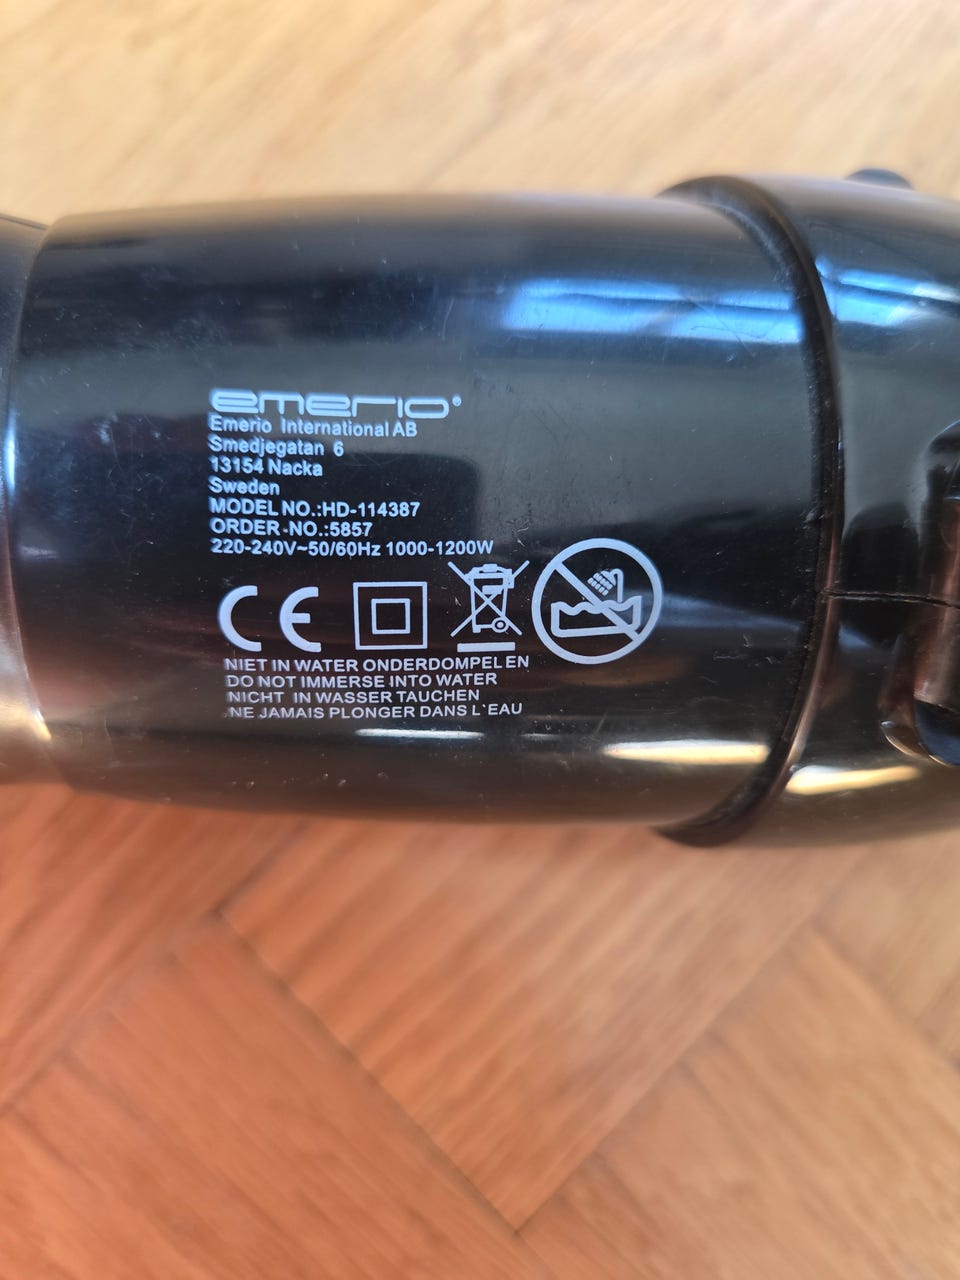 emerio®
Emerio International AB
Smedjegatan 6
13154 Nacka
Sweden
MODEL NO.:HD-114387
ORDER-NO.:5857
220-240V~50/60Hz 1000-1200W
CE
NIET IN WATER ONDERDOMPELEN
DO NOT IMMERSE INTO WATER
NICHT IN WASSER TAUCHEN
NE JAMAIS PLONGER DANS L`EAU